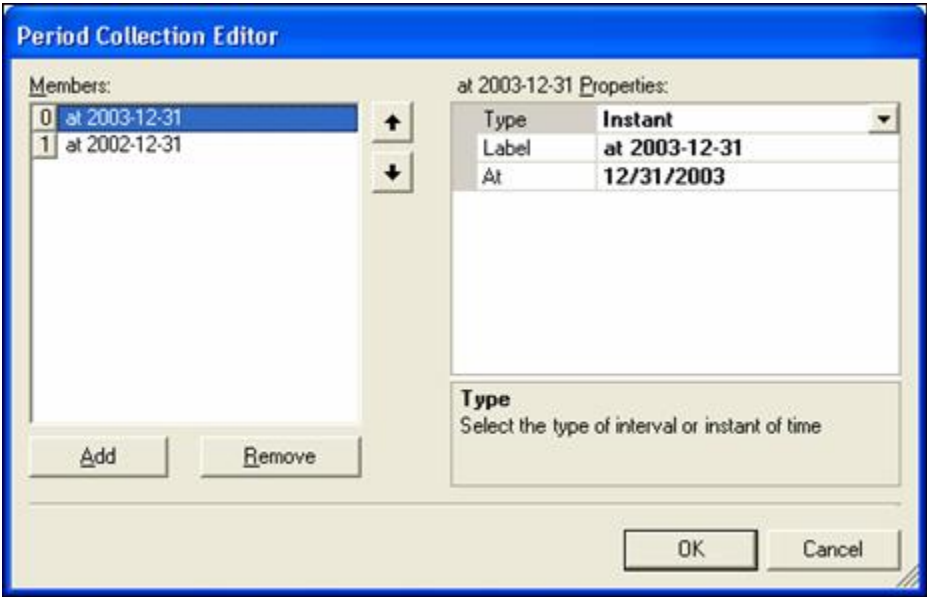 Period Collection Editor
Members:
0 at 2003-12-31
1 at 2002-12-31
Add
Remove
at 2003-12-31 Properties:
Type Instant
Label at 2003-12-31
At 12/31/2003
Type
Select the type of interval or instant of time
OK
Cancel